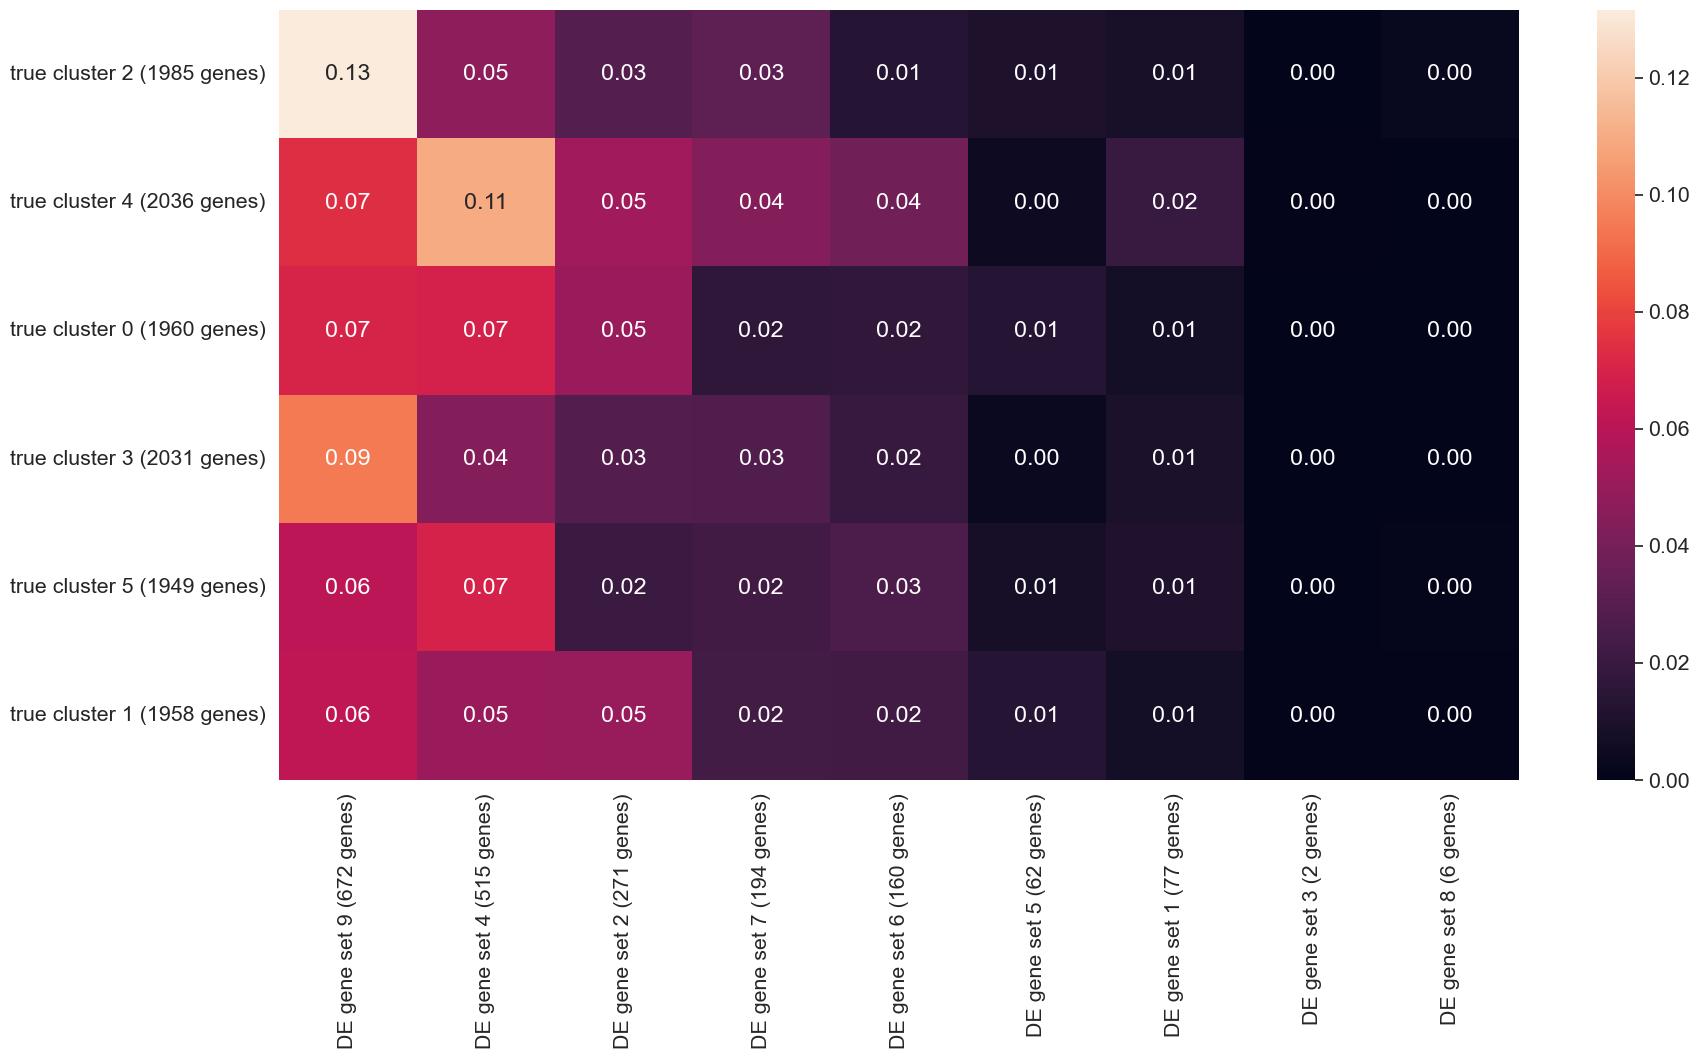 true cluster 2 (1985 genes) 0.13 0.05 0.03 0.03 0.01 0.01 0.01 0.00 0.00
true cluster 4 (2036 genes) 0.07 0.11 0.05 0.04 0.04 0.00 0.02 0.00 0.00
true cluster 0 (1960 genes) 0.07 0.07 0.05 0.02 0.02 0.01 0.01 0.00 0.00
true cluster 3 (2031 genes) 0.09 0.04 0.03 0.03 0.02 0.00 0.01 0.00 0.00
true cluster 5 (1949 genes) 0.06 0.07 0.02 0.02 0.03 0.01 0.01 0.00 0.00
true cluster 1 (1958 genes) 0.06 0.05 0.05 0.02 0.02 0.01 0.01 0.00 0.00
DE gene set 9 (672 genes)
DE gene set 4 (515 genes)
DE gene set 2 (271 genes)
DE gene set 7 (194 genes)
DE gene set 6 (160 genes)
DE gene set 5 (62 genes)
DE gene set 1 (77 genes)
DE gene set 3 (2 genes)
DE gene set 8 (6 genes)
0.12
0.10
0.08
0.06
0.04
0.02
0.00